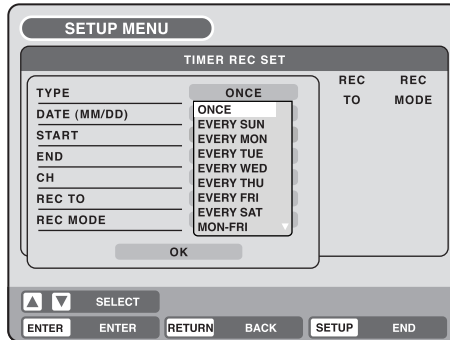 SETUP MENU
TIMER REC SET
REC REC
TO MODE
TYPE ONCE
DATE (MM/DD)
START
END
CH
REC TO
REC MODE
ONCE
EVERY SUN
EVERY MON
EVERY TUE
EVERY WED
EVERY THU
EVERY FRI
EVERY SAT
MON-FRI
OK
SELECT
ENTER ENTER RETURN BACK SETUP END